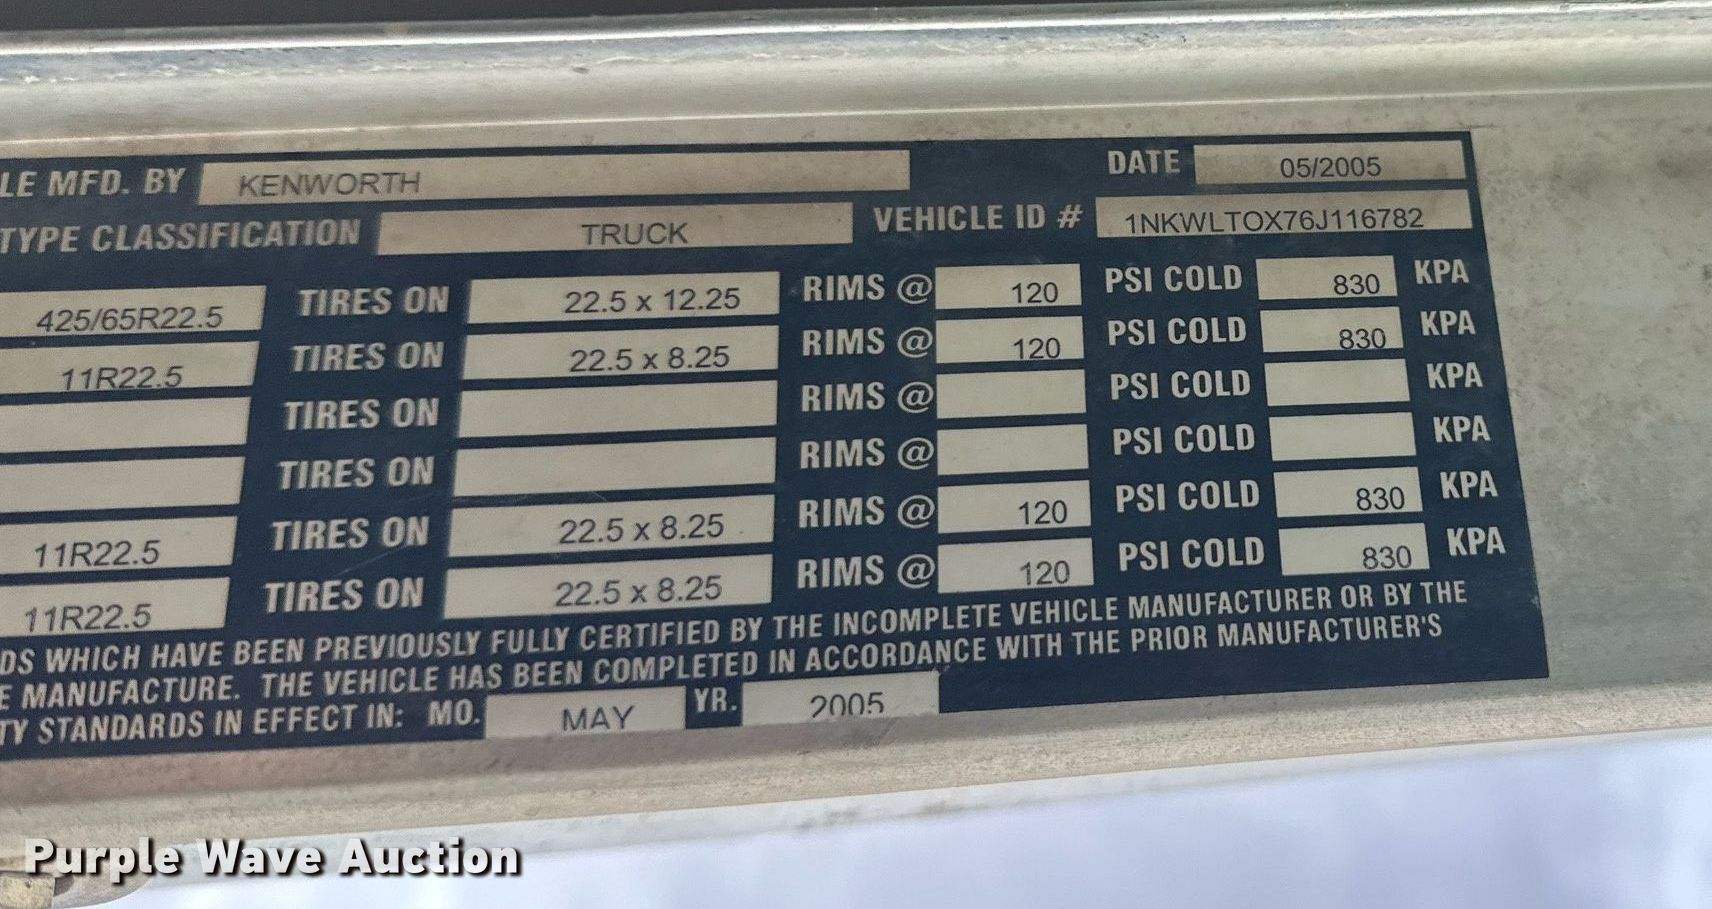 LE MFD. BY KENWORTH DATE 05/2005
TYPE CLASSIFICATION TRUCK VEHICLE ID # 1NKWLTOX76J116782
425/65R22.5 TIRES ON 22.5 x 12.25 RIMS @ 120 PSI COLD 830 KPA
11R22.5 TIRES ON 22.5 x 8.25 RIMS @ 120 PSI COLD 830 KPA
TIRES ON RIMS @ PSI COLD KPA
TIRES ON RIMS @ PSI COLD KPA
11R22.5 TIRES ON 22.5 x 8.25 RIMS @ 120 PSI COLD 830 KPA
11R22.5 TIRES ON 22.5 x 8.25 RIMS @ 120 PSI COLD 830 KPA
DS WHICH HAVE BEEN PREVIOUSLY FULLY CERTIFIED BY THE INCOMPLETE VEHICLE MANUFACTURER OR BY THE
E MANUFACTURE. THE VEHICLE HAS BEEN COMPLETED IN ACCORDANCE WITH THE PRIOR MANUFACTURER'S
TY STANDARDS IN EFFECT IN: MO. MAY YR. 2005
Purple Wave Auction